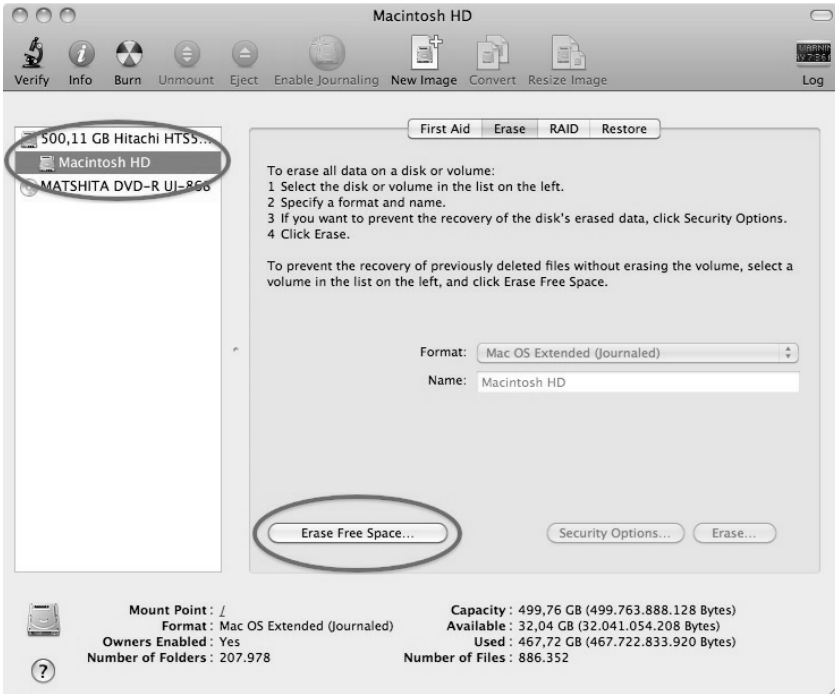 Macintosh HD
Verify Info Burn Unmount Eject Enable Journaling New Image Convert Resize Image Log
500,11 GB Hitachi HTS5...
Macintosh HD
MATSHITA DVD-R UJ-868
First Aid Erase RAID Restore
To erase all data on a disk or volume:
1 Select the disk or volume in the list on the left.
2 Specify a format and name.
3 If you want to prevent the recovery of the disk's erased data, click Security Options.
4 Click Erase.
To prevent the recovery of previously deleted files without erasing the volume, select a
volume in the list on the left, and click Erase Free Space.
Format: Mac OS Extended (Journaled)
Name: Macintosh HD
Erase Free Space... Security Options... Erase...
Mount Point : / Capacity : 499,76 GB (499.763.888.128 Bytes)
Format : Mac OS Extended (Journaled) Available : 32,04 GB (32.041.054.208 Bytes)
Owners Enabled : Yes Used : 467,72 GB (467.722.833.920 Bytes)
Number of Folders : 207.978 Number of Files : 886.352
?